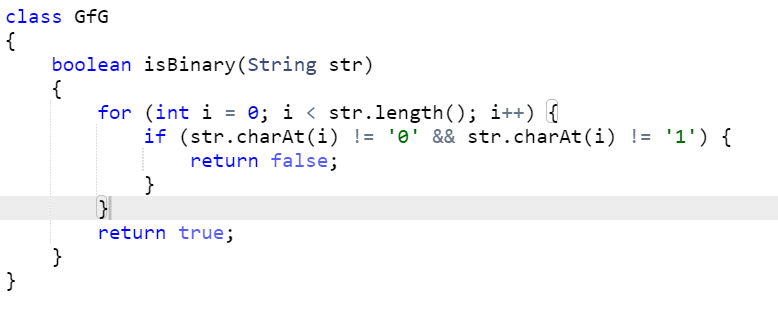 class GfG
{
    boolean isBinary(String str)
    {
        for (int i = 0; i < str.length(); i++) {
            if (str.charAt(i) != '0' && str.charAt(i) != '1') {
                return false;
            }
        }
        return true;
    }
}